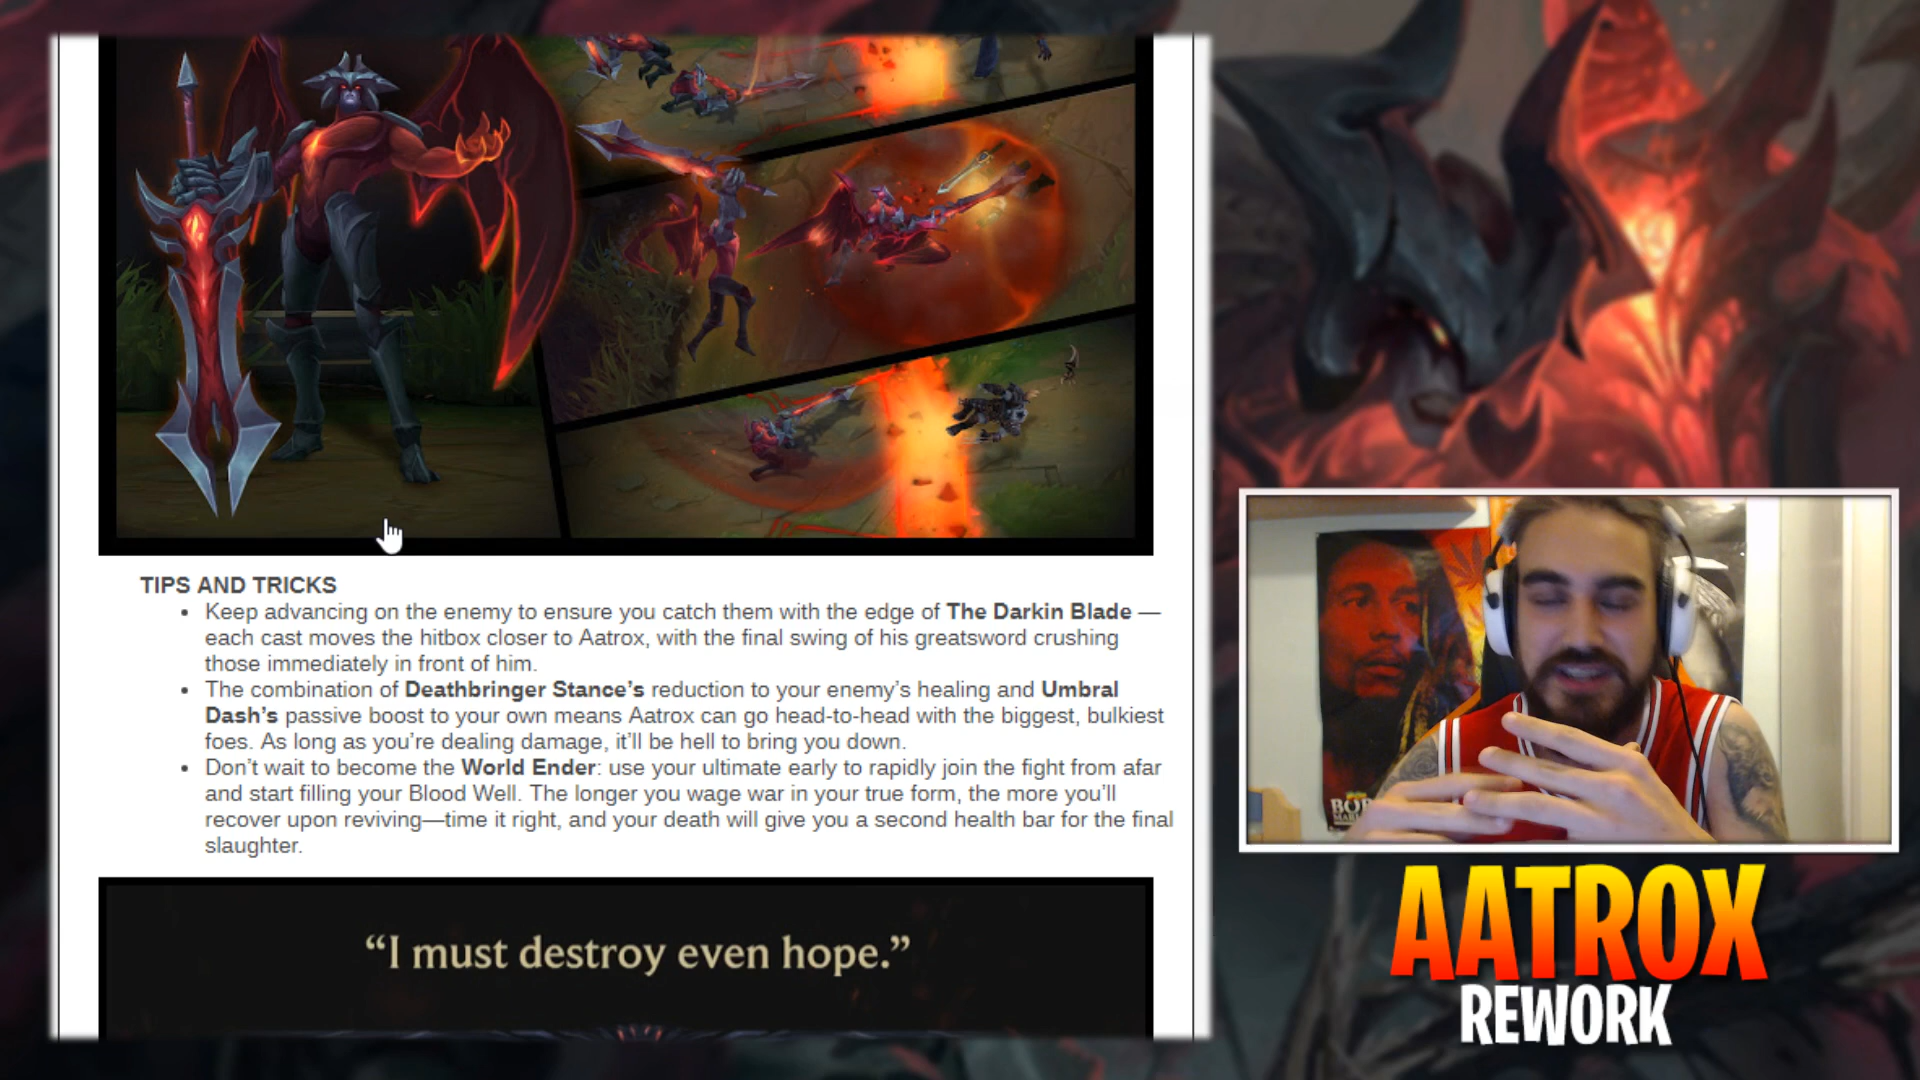 TIPS AND TRICKS
• Keep advancing on the enemy to ensure you catch them with the edge of The Darkin Blade —
each cast moves the hitbox closer to Aatrox, with the final swing of his greatsword crushing
those immediately in front of him.
• The combination of Deathbringer Stance’s reduction to your enemy’s healing and Umbral
Dash’s passive boost to your own means Aatrox can go head-to-head with the biggest, bulkiest
foes. As long as you’re dealing damage, it’ll be hell to bring you down.
• Don’t wait to become the World Ender: use your ultimate early to rapidly join the fight from afar
and start filling your Blood Well. The longer you wage war in your true form, the more you’ll
recover upon reviving—time it right, and your death will give you a second health bar for the final
slaughter.
“I must destroy even hope.”
BOB
AATROX
REWORK